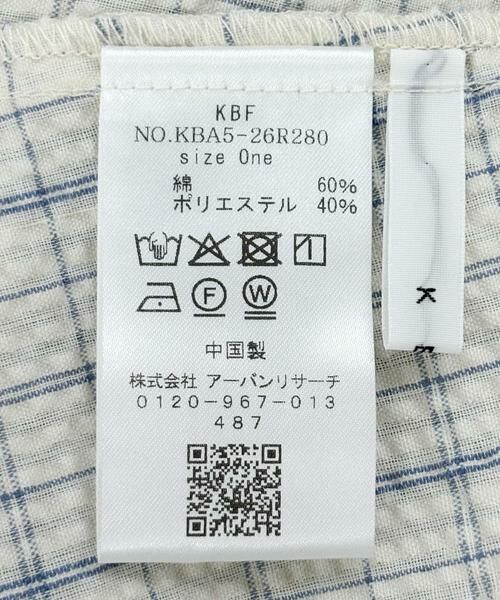 KBF
NO.KBA5-26R280
size One
綿 60%
ポリエステル 40%
F W
中国製
株式会社 アーバンリサーチ
0120-967-013
487
K